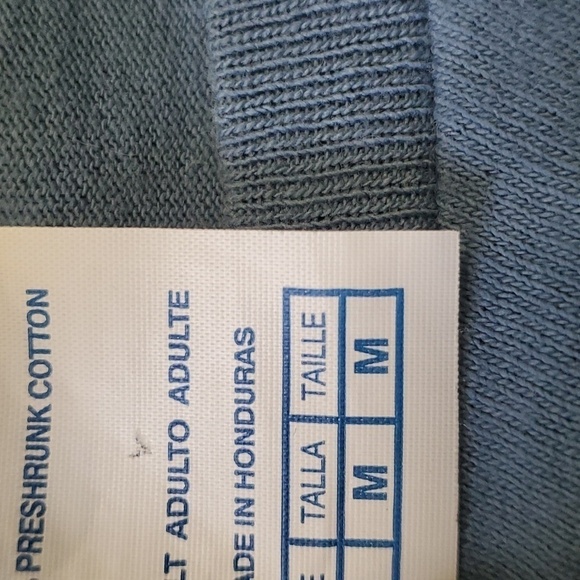 PRESHRUNK COTTON
LT ADULTO ADULTE
ADE IN HONDURAS
E TALLA TAILLE
M M